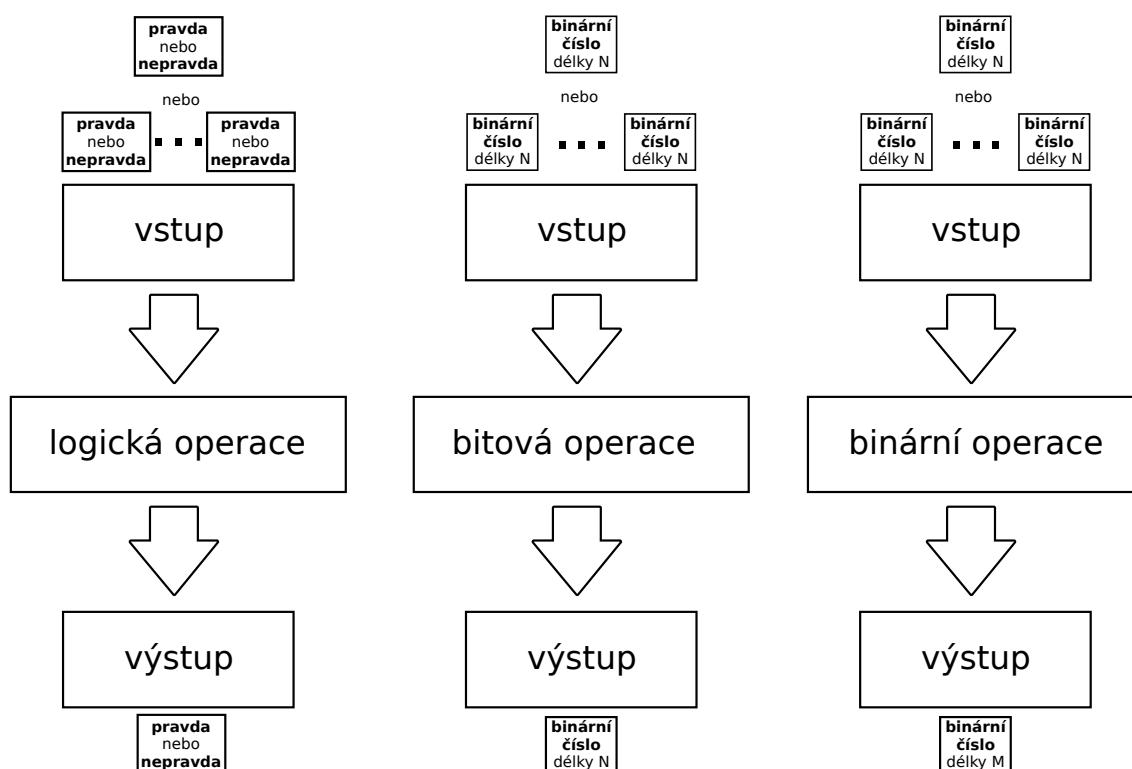 pravda
nebo
nepravda
nebo
pravda
nebo
nepravda
pravda
nebo
nepravda
vstup
logická operace
výstup
pravda
nebo
nepravda
binární
číslo
délky N
nebo
binární
číslo
délky N
binární
číslo
délky N
vstup
bitová operace
výstup
binární
číslo
délky N
binární
číslo
délky N
nebo
binární
číslo
délky N
binární
číslo
délky N
vstup
binární operace
výstup
binární
číslo
délky M